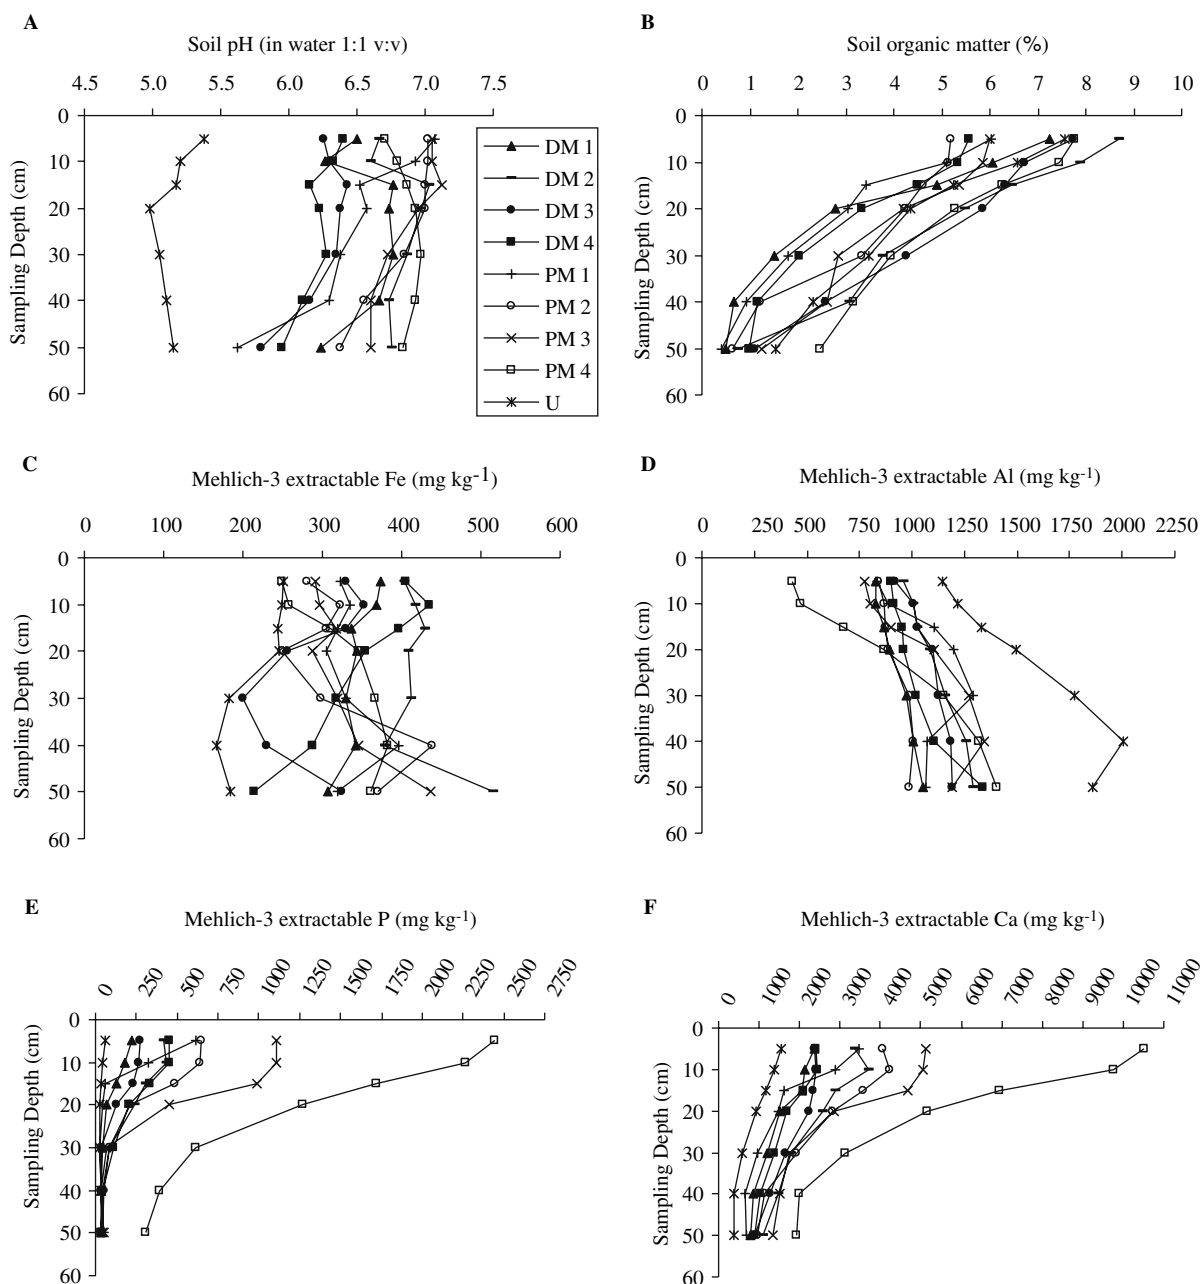 A
Soil pH (in water 1:1 v:v)
4.5 5.0 5.5 6.0 6.5 7.0 7.5
0
10
20
30
40
50
60
Sampling Depth (cm)
DM 1
DM 2
DM 3
DM 4
PM 1
PM 2
PM 3
PM 4
U
B
Soil organic matter (%)
0 1 2 3 4 5 6 7 8 9 10
0
10
20
30
40
50
60
Sampling Depth (cm)
C
Mehlich-3 extractable Fe (mg kg-1)
0 100 200 300 400 500 600
0
10
20
30
40
50
60
Sampling Depth (cm)
D
Mehlich-3 extractable Al (mg kg-1)
0 250 500 750 1000 1250 1500 1750 2000 2250
0
10
20
30
40
50
60
Sampling Depth (cm)
E
Mehlich-3 extractable P (mg kg-1)
0 250 500 750 1000 1250 1500 1750 2000 2250 2500 2750
0
10
20
30
40
50
60
Sampling Depth (cm)
F
Mehlich-3 extractable Ca (mg kg-1)
0 1000 2000 3000 4000 5000 6000 7000 8000 9000 10000 11000
0
10
20
30
40
50
60
Sampling Depth (cm)